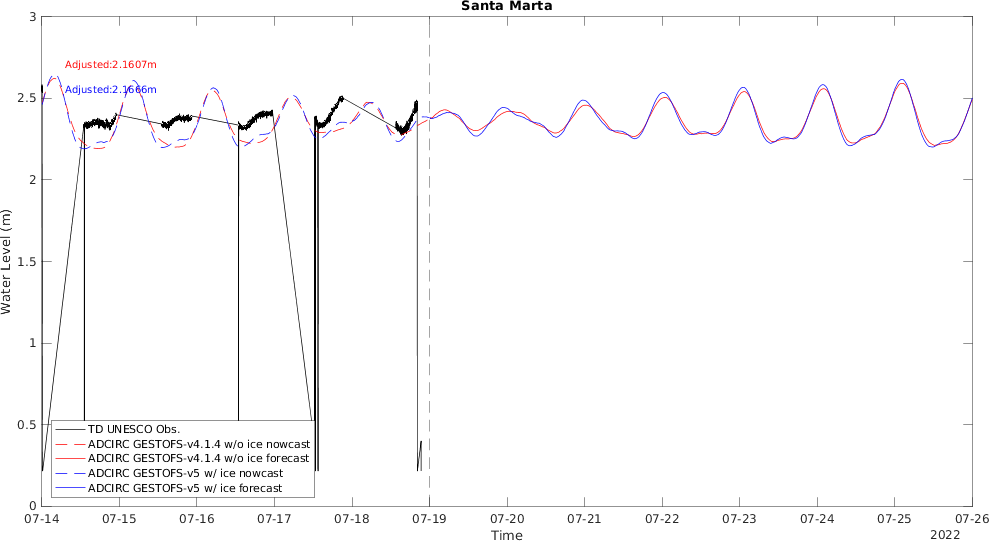 Santa Marta
3
Adjusted:2.1607m
Adjusted:2.1666m
2.5
2
1.5
1
0.5
0
Water Level (m)
TD UNESCO Obs.
ADCIRC GESTOFS-v4.1.4 w/o ice nowcast
ADCIRC GESTOFS-v4.1.4 w/o ice forecast
ADCIRC GESTOFS-v5 w/ ice nowcast
ADCIRC GESTOFS-v5 w/ ice forecast
07-14 07-15 07-16 07-17 07-18 07-19 07-20 07-21 07-22 07-23 07-24 07-25 07-26
Time
2022